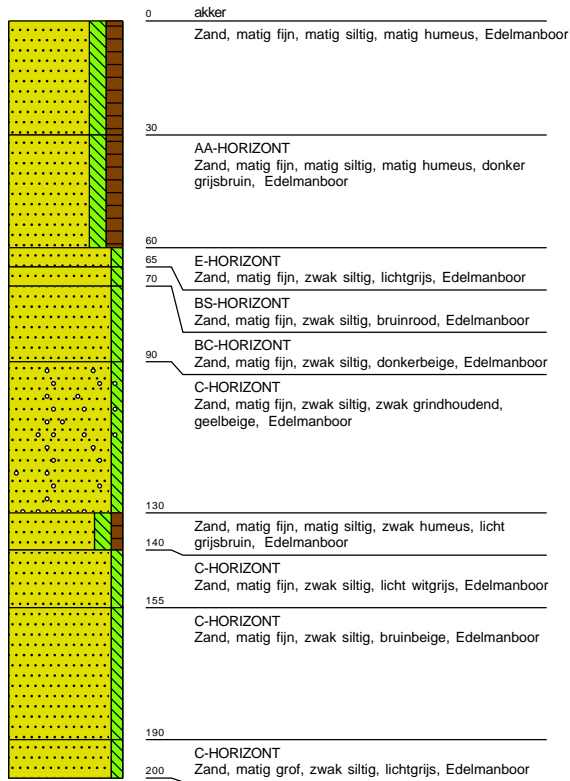 0 akker
Zand, matig fijn, matig siltig, matig humeus, Edelmanboor
30
AA-HORIZONT
Zand, matig fijn, matig siltig, matig humeus, donker
grijsbruin, Edelmanboor
60
65 E-HORIZONT
70 Zand, matig fijn, zwak siltig, lichtgrijs, Edelmanboor
BS-HORIZONT
Zand, matig fijn, zwak siltig, bruinrood, Edelmanboor
BC-HORIZONT
90 Zand, matig fijn, zwak siltig, donkerbeige, Edelmanboor
C-HORIZONT
Zand, matig fijn, zwak siltig, zwak grindhoudend,
geelbeige, Edelmanboor
130
Zand, matig fijn, matig siltig, zwak humeus, licht
140 grijsbruin, Edelmanboor
C-HORIZONT
Zand, matig fijn, zwak siltig, licht witgrijs, Edelmanboor
155
C-HORIZONT
Zand, matig fijn, zwak siltig, bruinbeige, Edelmanboor
190
C-HORIZONT
200 Zand, matig grof, zwak siltig, lichtgrijs, Edelmanboor